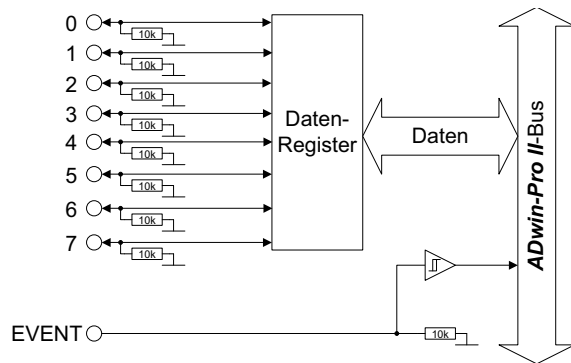 0
10k
1
10k
2
10k
3
10k
4
10k
5
10k
6
10k
7
10k
Daten-
Register
Daten
ADwin-Pro II-Bus
EVENT
10k